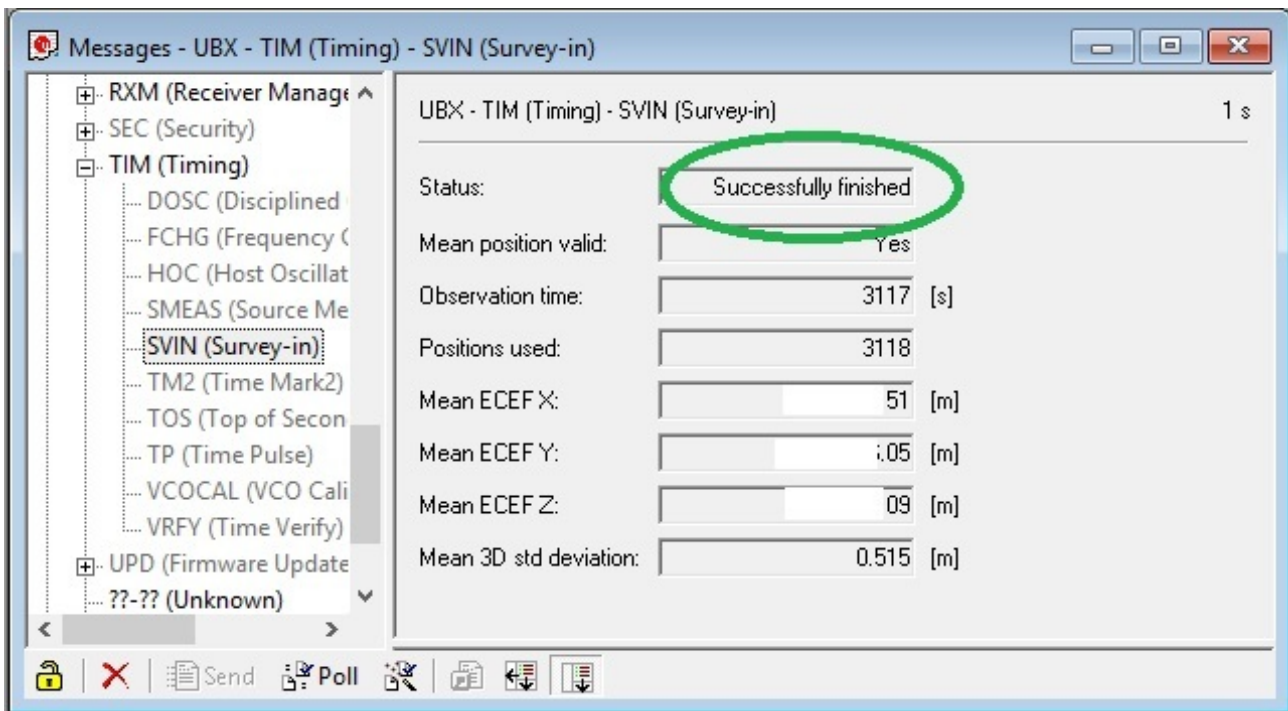 Messages - UBX - TIM (Timing) - SVIN (Survey-in)
RXM (Receiver Manage
SEC (Security)
TIM (Timing)
DOSC (Disciplined
FCHG (Frequency
HOC (Host Oscillat
SMEAS (Source Me
SVIN (Survey-in)
TM2 (Time Mark2)
TOS (Top of Secon
TP (Time Pulse)
VCOCAL (VCO Cali
VRFY (Time Verify)
UPD (Firmware Update
??-?? (Unknown)
UBX - TIM (Timing) - SVIN (Survey-in) 1 s
Status: Successfully finished
Mean position valid: Yes
Observation time: 3117 [s]
Positions used: 3118
Mean ECEF X: 51 [m]
Mean ECEF Y: .05 [m]
Mean ECEF Z: 09 [m]
Mean 3D std deviation: 0.515 [m]
Send Poll